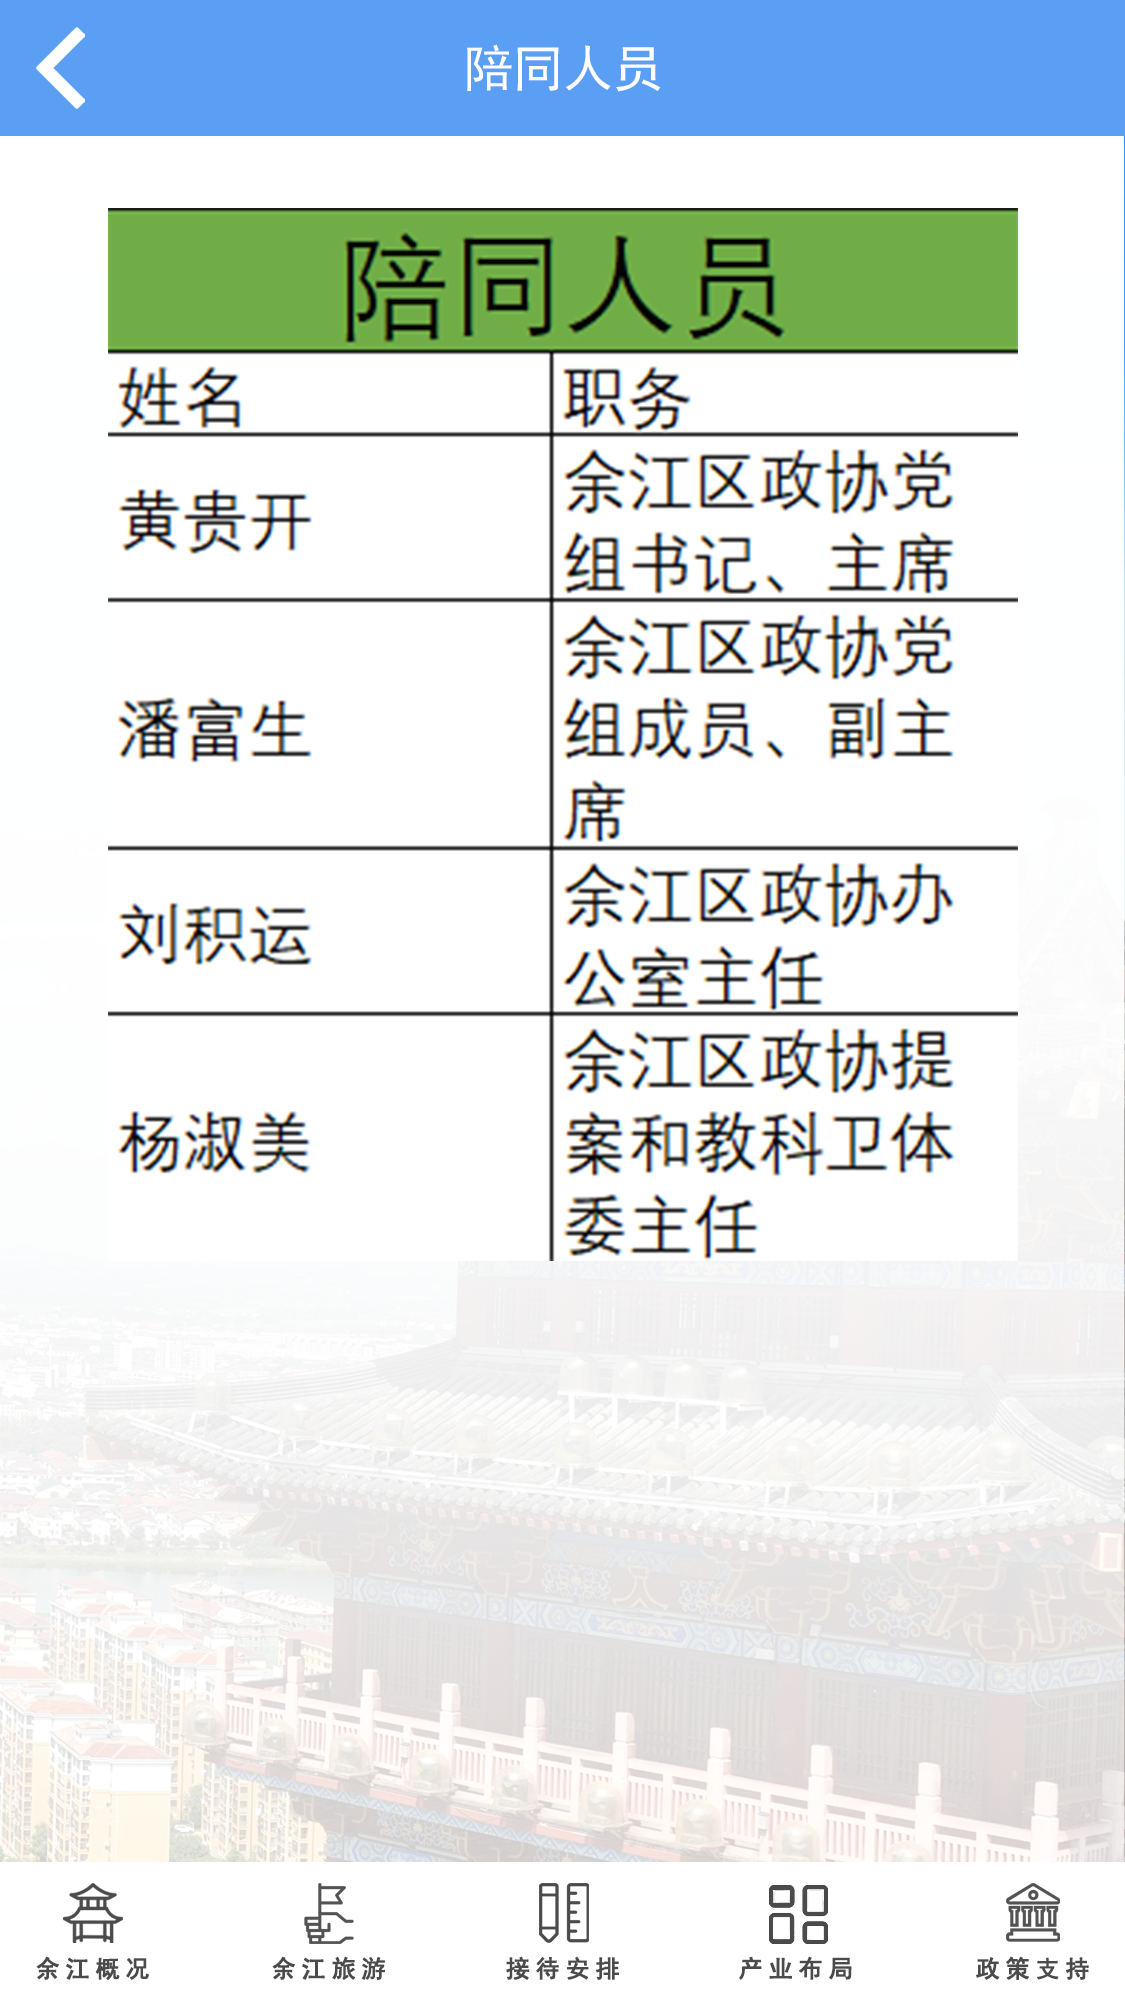 陪同人员
陪同人员
姓名 职务
黄贵开 余江区政协党
组书记、主席
潘富生 余江区政协党
组成员、副主
席
刘积运 余江区政协办
公室主任
杨淑美 余江区政协提
案和教科卫体
委主任
余江概况 余江旅游 接待安排 产业布局 政策支持